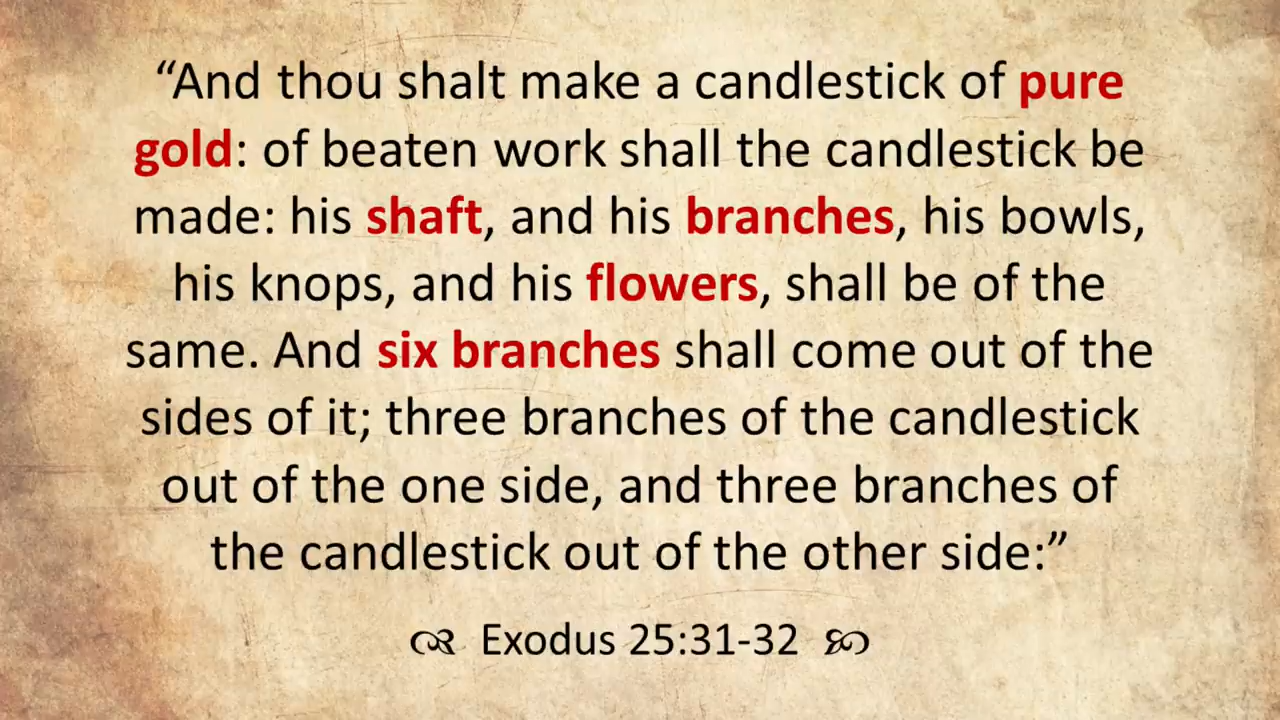 “And thou shalt make a candlestick of pure
gold: of beaten work shall the candlestick be
made: his shaft, and his branches, his bowls,
his knops, and his flowers, shall be of the
same. And six branches shall come out of the
sides of it; three branches of the candlestick
out of the one side, and three branches of
the candlestick out of the other side:”
Exodus 25:31-32